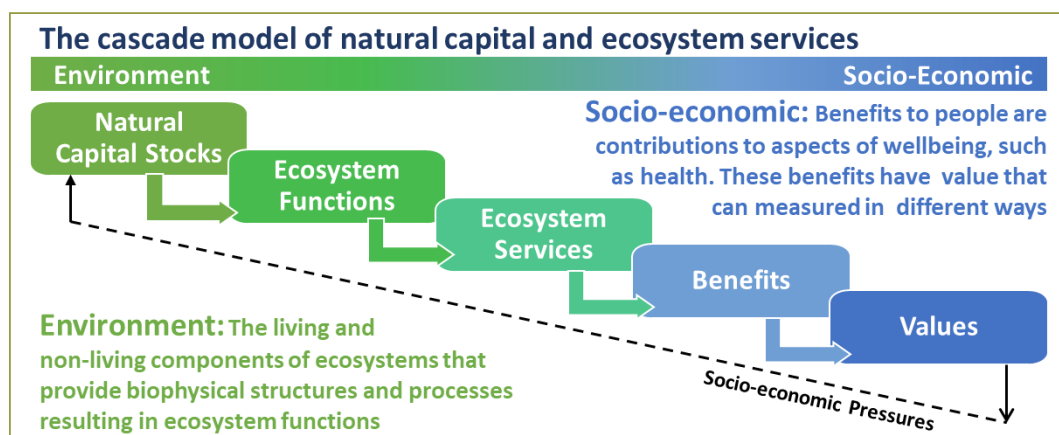 The cascade model of natural capital and ecosystem services
Environment
Socio-Economic
Natural
Capital Stocks
Ecosystem
Functions
Ecosystem
Services
Benefits
Values
Socio-economic: Benefits to people are
contributions to aspects of wellbeing, such
as health. These benefits have value that
can measured in different ways
Environment: The living and
non-living components of ecosystems that
provide biophysical structures and processes
resulting in ecosystem functions
Socio-economic Pressures